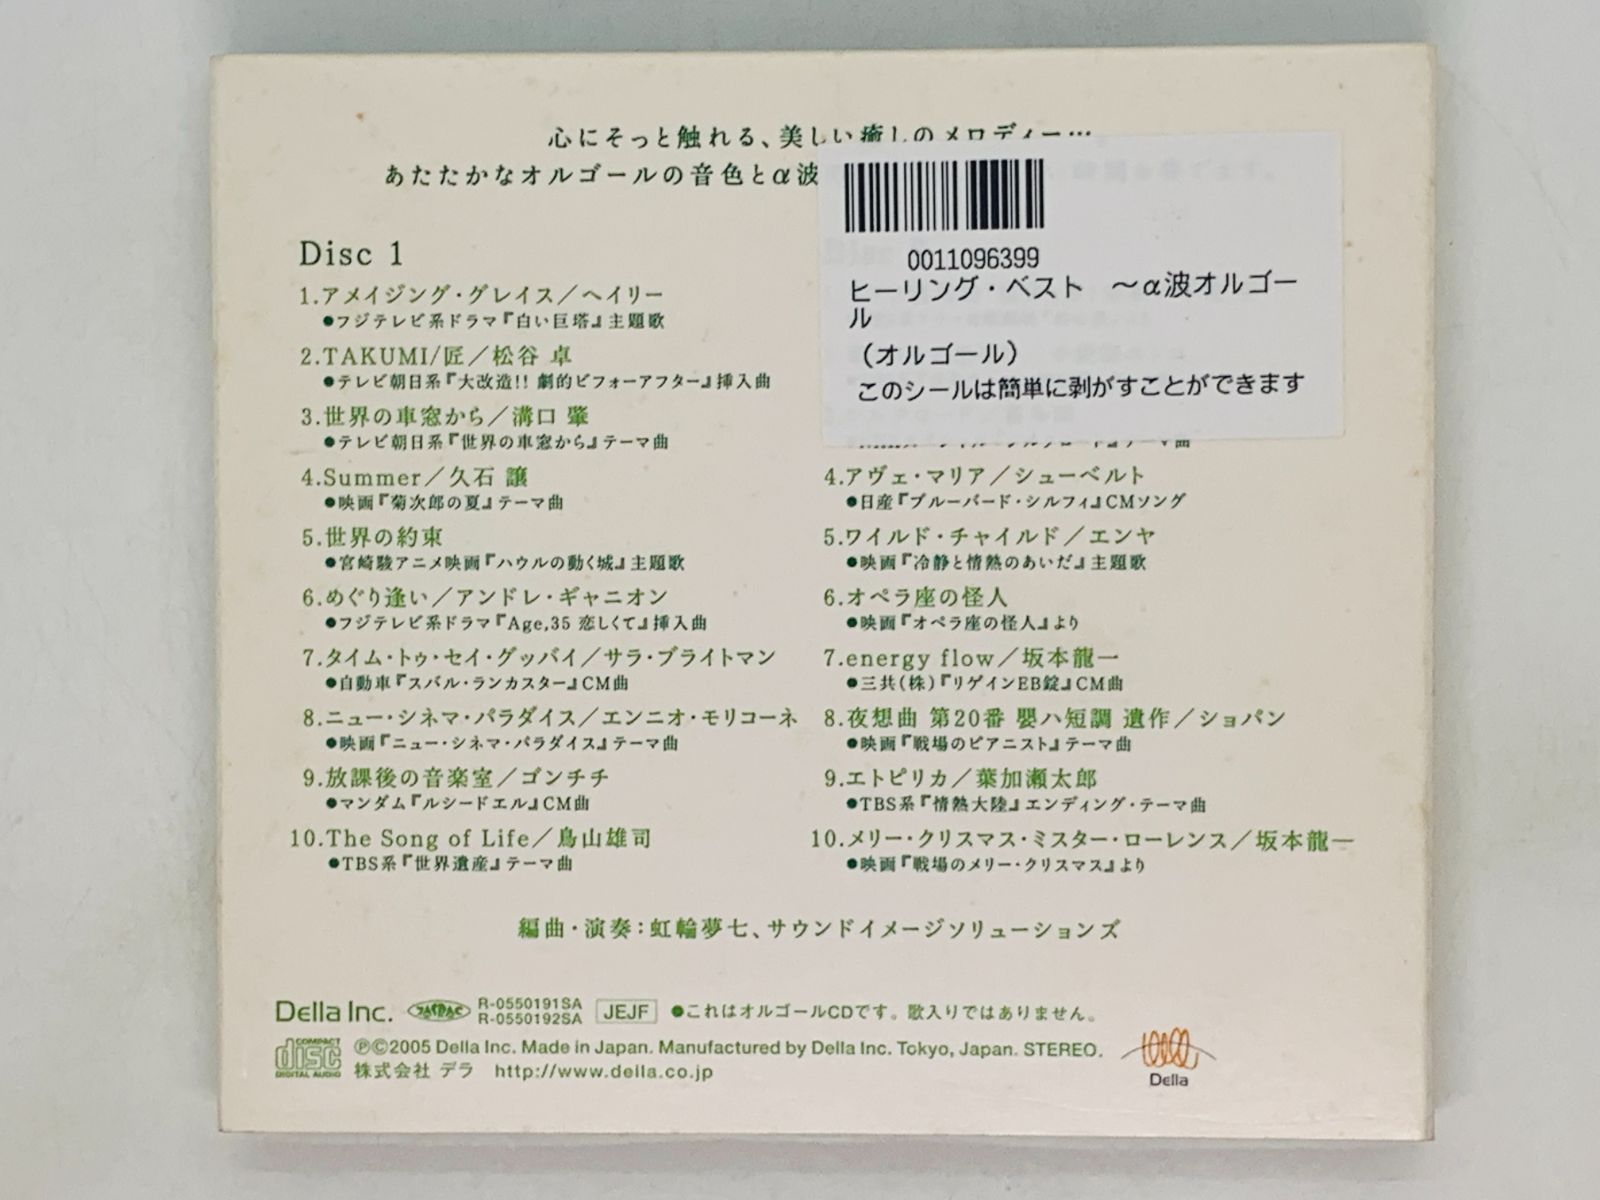 心にそっと触れる、美しい癒しのメロディー…
あたたかなオルゴールの音色とα波
Disc 1
1.アメイジング・グレイス／ヘイリー
●フジテレビ系ドラマ『白い巨塔』主題歌
2.TAKUMI/匠／松谷 卓
●テレビ朝日系『大改造!! 劇的ビフォーアフター』挿入曲
3.世界の車窓から／溝口 肇
●テレビ朝日系『世界の車窓から』テーマ曲
4.Summer／久石 譲
●映画『菊次郎の夏』テーマ曲
5.世界の約束
●宮崎駿アニメ映画『ハウルの動く城』主題歌
6.めぐり逢い／アンドレ・ギャニオン
●フジテレビ系ドラマ『Age,35 恋しくて』挿入曲
7.タイム・トゥ・セイ・グッバイ／サラ・ブライトマン
●自動車『スバル・ランカスター』CM曲
8.ニュー・シネマ・パラダイス／エンニオ・モリコーネ
●映画『ニュー・シネマ・パラダイス』テーマ曲
9.放課後の音楽室／ゴンチチ
●マンダム『ルシードエル』CM曲
10.The Song of Life／鳥山雄司
●TBS系『世界遺産』テーマ曲
0011096399
ヒーリング・ベスト ～α波オルゴー
ル
（オルゴール）
このシールは簡単に剥がすことができます
4.アヴェ・マリア／シューベルト
●日産『ブルーバード・シルフィ』CMソング
5.ワイルド・チャイルド／エンヤ
●映画『冷静と情熱のあいだ』主題歌
6.オペラ座の怪人
●映画『オペラ座の怪人』より
7.energy flow／坂本龍一
●三共(株)『リゲインEB錠』CM曲
8.夜想曲 第20番 嬰ハ短調 遺作／ショパン
●映画『戦場のピアニスト』テーマ曲
9.エトピリカ／葉加瀬太郎
●TBS系『情熱大陸』エンディング・テーマ曲
10.メリー・クリスマス・ミスター・ローレンス／坂本龍一
●映画『戦場のメリー・クリスマス』より
編曲・演奏：虹輪夢七、サウンドイメージソリューションズ
Della Inc. JASRAC R-0550191SA
R-0550192SA
JEJF ●これはオルゴールCDです。歌入りではありません。
COMPACT disc DIGITAL AUDIO
℗©2005 Della Inc. Made in Japan. Manufactured by Della Inc. Tokyo, Japan. STEREO.
株式会社 デラ http://www.della.co.jp
Della